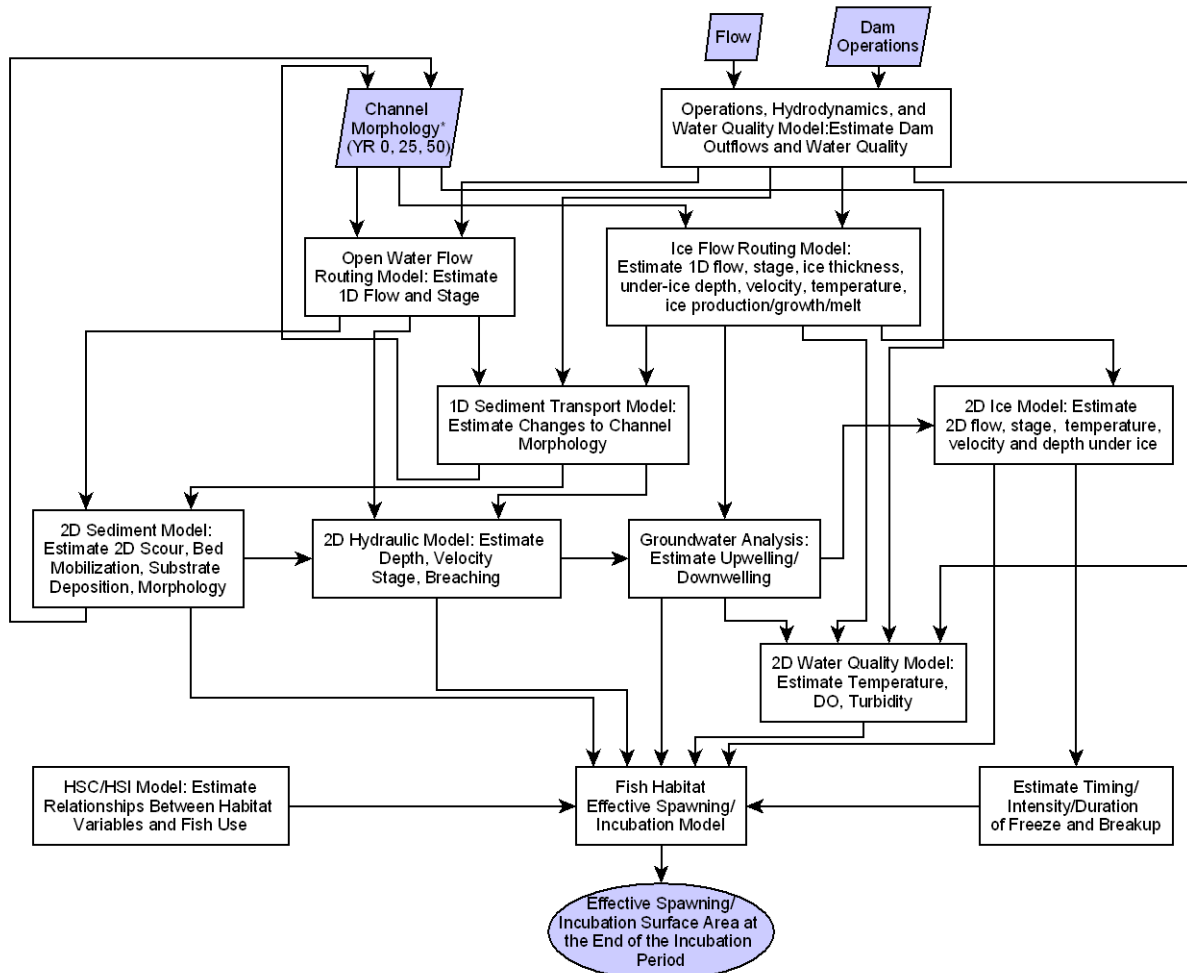 Flow
Dam
Operations
Channel
Morphology*
(YR 0, 25, 50)
Operations, Hydrodynamics, and
Water Quality Model:Estimate Dam
Outflows and Water Quality
Open Water Flow
Routing Model: Estimate
1D Flow and Stage
Ice Flow Routing Model:
Estimate 1D flow, stage, ice thickness,
under-ice depth, velocity, temperature,
ice production/growth/melt
1D Sediment Transport Model:
Estimate Changes to Channel
Morphology
2D Ice Model: Estimate
2D flow, stage, temperature,
velocity and depth under ice
2D Sediment Model:
Estimate 2D Scour, Bed
Mobilization, Substrate
Deposition, Morphology
2D Hydraulic Model: Estimate
Depth, Velocity
Stage, Breaching
Groundwater Analysis:
Estimate Upwelling/
Downwelling
2D Water Quality Model:
Estimate Temperature,
DO, Turbidity
HSC/HSI Model: Estimate
Relationships Between Habitat
Variables and Fish Use
Fish Habitat
Effective Spawning/
Incubation Model
Estimate Timing/
Intensity/Duration
of Freeze and Breakup
Effective Spawning/
Incubation Surface Area at
the End of the Incubation
Period